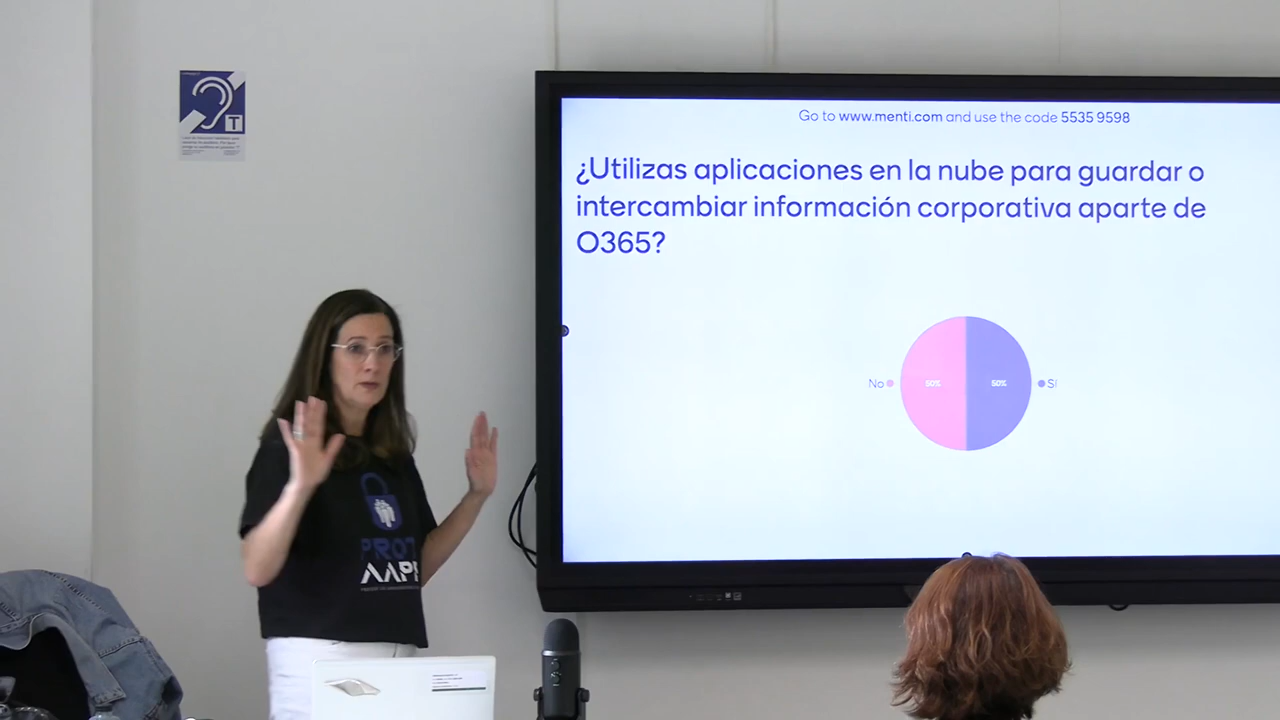 Go to www.menti.com and use the code 5535 9598
¿Utilizas aplicaciones en la nube para guardar o
intercambiar información corporativa aparte de
O365?
No
50%
50%
Sí
T
PROT